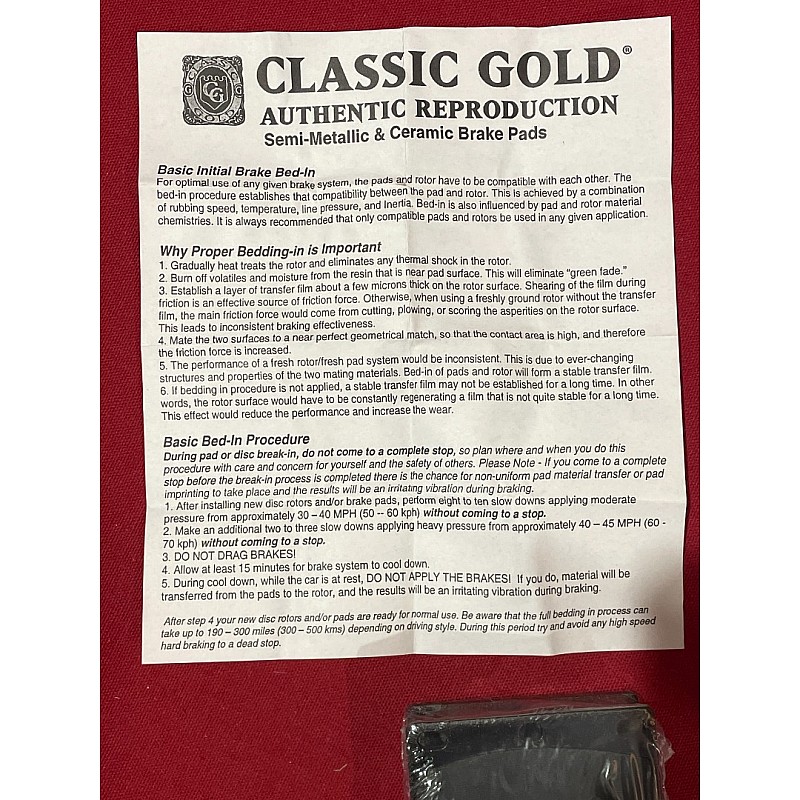 CLASSIC GOLD®
AUTHENTIC REPRODUCTION
Semi-Metallic & Ceramic Brake Pads
Basic Initial Brake Bed-In
For optimal use of any given brake system, the pads and rotor have to be compatible with each other. The
bed-in procedure establishes that compatibility between the pad and rotor. This is achieved by a combination
of rubbing speed, temperature, line pressure, and Inertia. Bed-in is also influenced by pad and rotor material
chemistries. It is always recommended that only compatible pads and rotors be used in any given application.
Why Proper Bedding-in is Important
1. Gradually heat treats the rotor and eliminates any thermal shock in the rotor.
2. Burn off volatiles and moisture from the resin that is near pad surface. This will eliminate “green fade.”
3. Establish a layer of transfer film about a few microns thick on the rotor surface. Shearing of the film during
friction is an effective source of friction force. Otherwise, when using a freshly ground rotor without the transfer
film, the main friction force would come from cutting, plowing, or scoring the asperities on the rotor surface.
This leads to inconsistent braking effectiveness.
4. Mate the two surfaces to a near perfect geometrical match, so that the contact area is high, and therefore
the friction force is increased.
5. The performance of a fresh rotor/fresh pad system would be inconsistent. This is due to ever-changing
structures and properties of the two mating materials. Bed-in of pads and rotor will form a stable transfer film.
6. If bedding in procedure is not applied, a stable transfer film may not be established for a long time. In other
words, the rotor surface would have to be constantly regenerating a film that is not quite stable for a long time.
This effect would reduce the performance and increase the wear.
Basic Bed-In Procedure
During pad or disc break-in, do not come to a complete stop, so plan where and when you do this
procedure with care and concern for yourself and the safety of others. Please Note - If you come to a complete
stop before the break-in process is completed there is the chance for non-uniform pad material transfer or pad
imprinting to take place and the results will be an irritating vibration during braking.
1. After installing new disc rotors and/or brake pads, perform eight to ten slow downs applying moderate
pressure from approximately 30 – 40 MPH (50 -- 60 kph) without coming to a stop.
2. Make an additional two to three slow downs applying heavy pressure from approximately 40 – 45 MPH (60 -
70 kph) without coming to a stop.
3. DO NOT DRAG BRAKES!
4. Allow at least 15 minutes for brake system to cool down.
5. During cool down, while the car is at rest, DO NOT APPLY THE BRAKES! If you do, material will be
transferred from the pads to the rotor, and the results will be an irritating vibration during braking.
After step 4 your new disc rotors and/or pads are ready for normal use. Be aware that the full bedding in process can
take up to 190 – 300 miles (300 – 500 kms) depending on driving style. During this period try and avoid any high speed
hard braking to a dead stop.